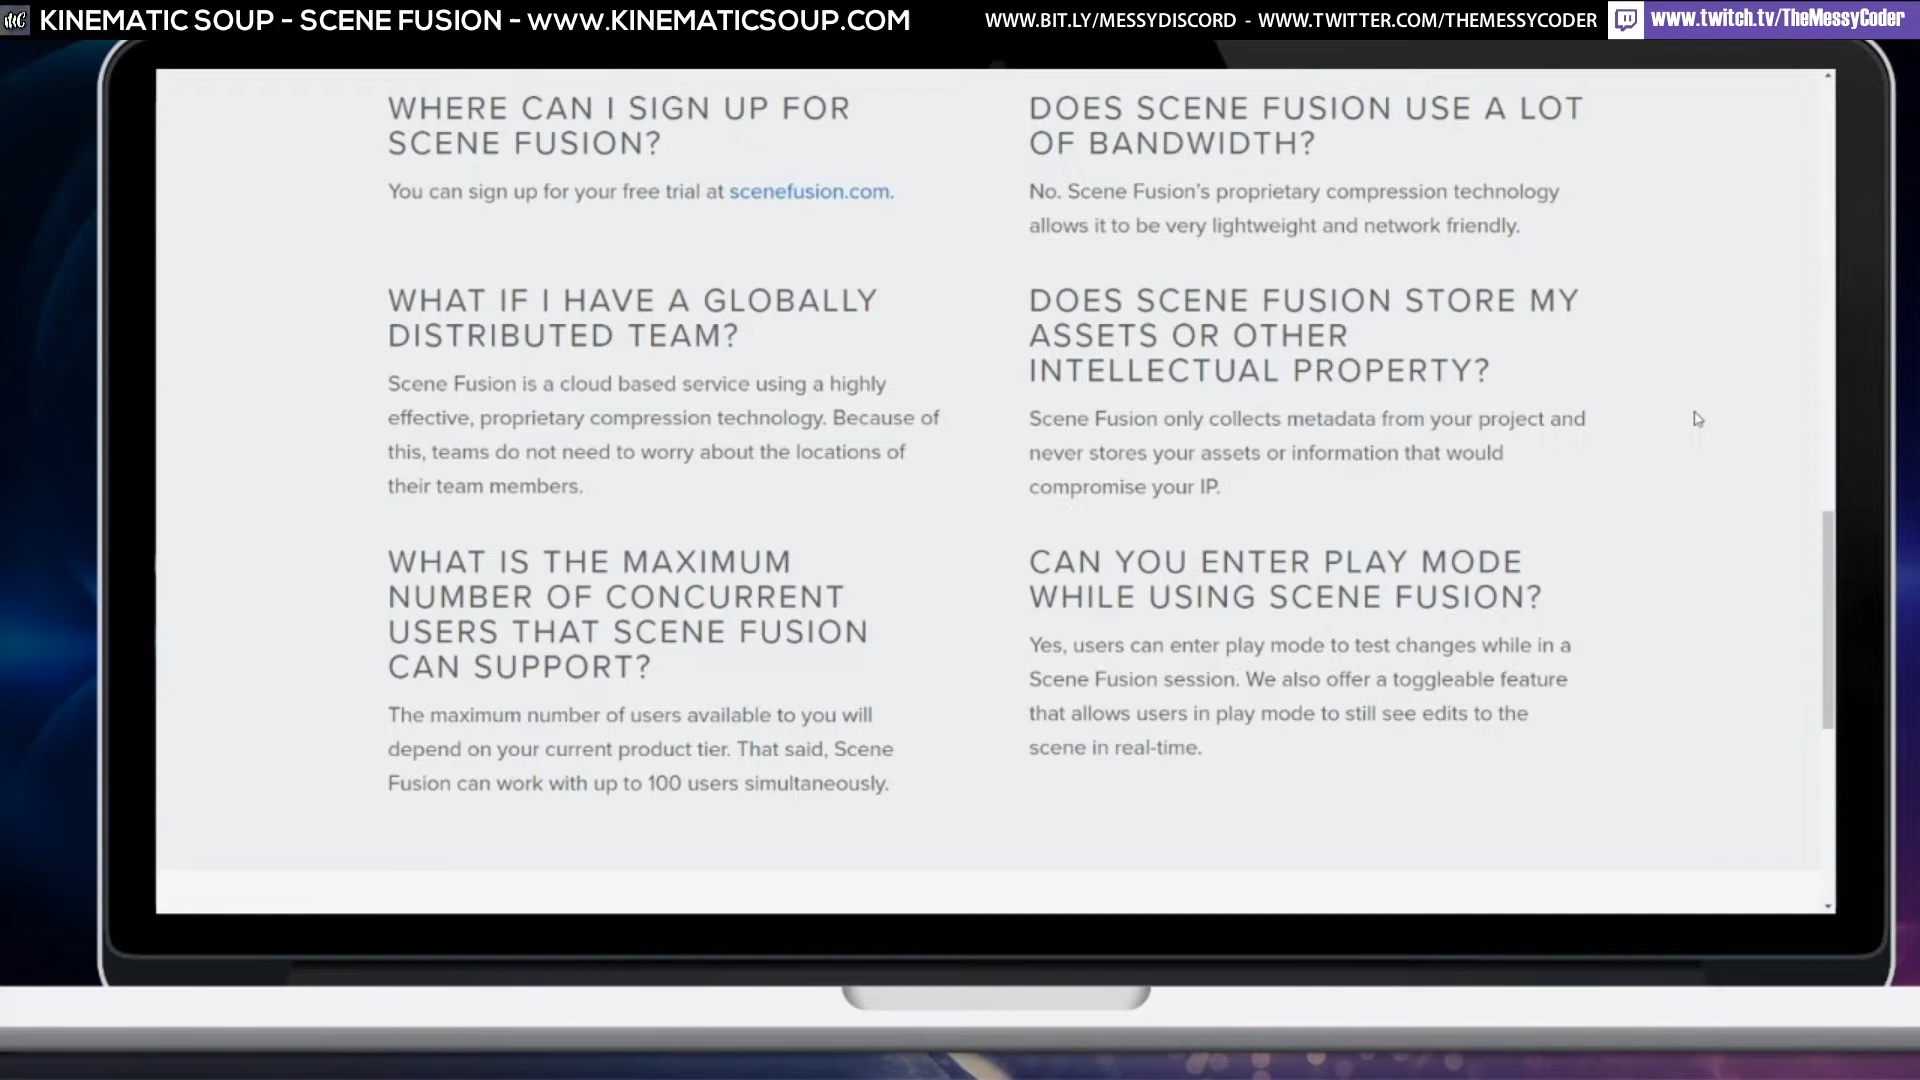 KINEMATIC SOUP - SCENE FUSION - WWW.KINEMATICSOUP.COM
WWW.BIT.LY/MESSYDISCORD - WWW.TWITTER.COM/THEMESSYCODER
www.twitch.tv/TheMessyCoder
WHERE CAN I SIGN UP FOR
SCENE FUSION?
You can sign up for your free trial at scenefusion.com.
WHAT IF I HAVE A GLOBALLY
DISTRIBUTED TEAM?
Scene Fusion is a cloud based service using a highly
effective, proprietary compression technology. Because of
this, teams do not need to worry about the locations of
their team members.
WHAT IS THE MAXIMUM
NUMBER OF CONCURRENT
USERS THAT SCENE FUSION
CAN SUPPORT?
The maximum number of users available to you will
depend on your current product tier. That said, Scene
Fusion can work with up to 100 users simultaneously.
DOES SCENE FUSION USE A LOT
OF BANDWIDTH?
No. Scene Fusion's proprietary compression technology
allows it to be very lightweight and network friendly.
DOES SCENE FUSION STORE MY
ASSETS OR OTHER
INTELLECTUAL PROPERTY?
Scene Fusion only collects metadata from your project and
never stores your assets or information that would
compromise your IP.
CAN YOU ENTER PLAY MODE
WHILE USING SCENE FUSION?
Yes, users can enter play mode to test changes while in a
Scene Fusion session. We also offer a toggleable feature
that allows users in play mode to still see edits to the
scene in real-time.